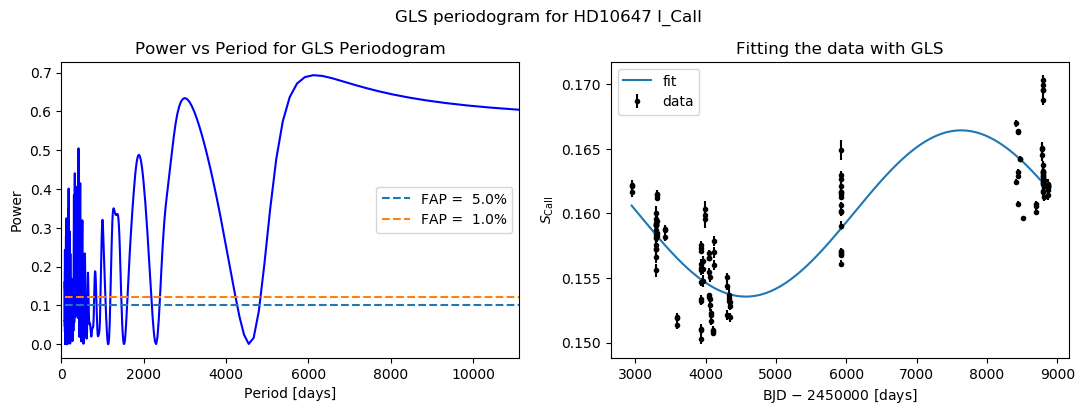 GLS periodogram for HD10647 I_Call
Power vs Period for GLS Periodogram
0.7
0.6
0.5
0.4
0.3
0.2
0.1
0.0
Power
FAP = 5.0%
FAP = 1.0%
0 2000 4000 6000 8000 10000
Period [days]
Fitting the data with GLS
fit
data
0.170
0.165
0.160
0.155
0.150
S_CaII
3000 4000 5000 6000 7000 8000 9000
BJD − 2450000 [days]